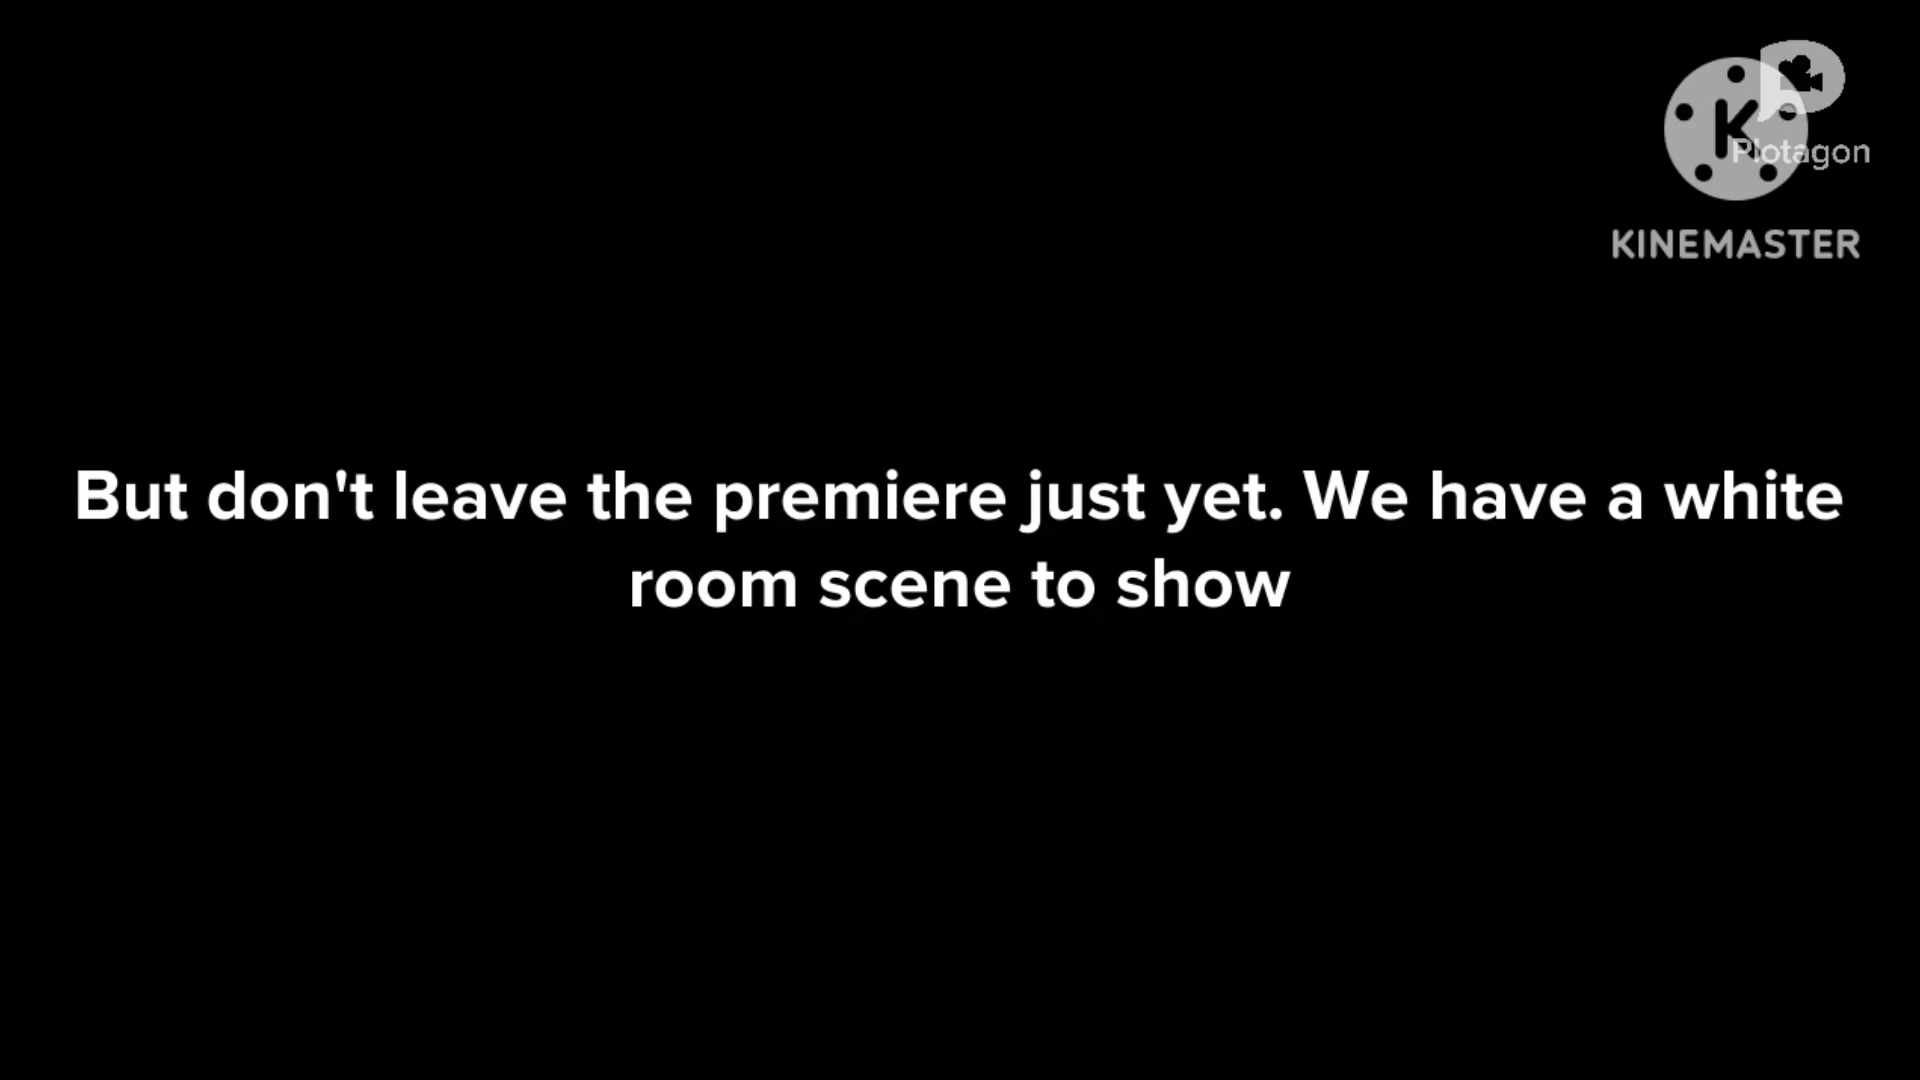 K
Plotagon
KINEMASTER
But don't leave the premiere just yet. We have a white
room scene to show